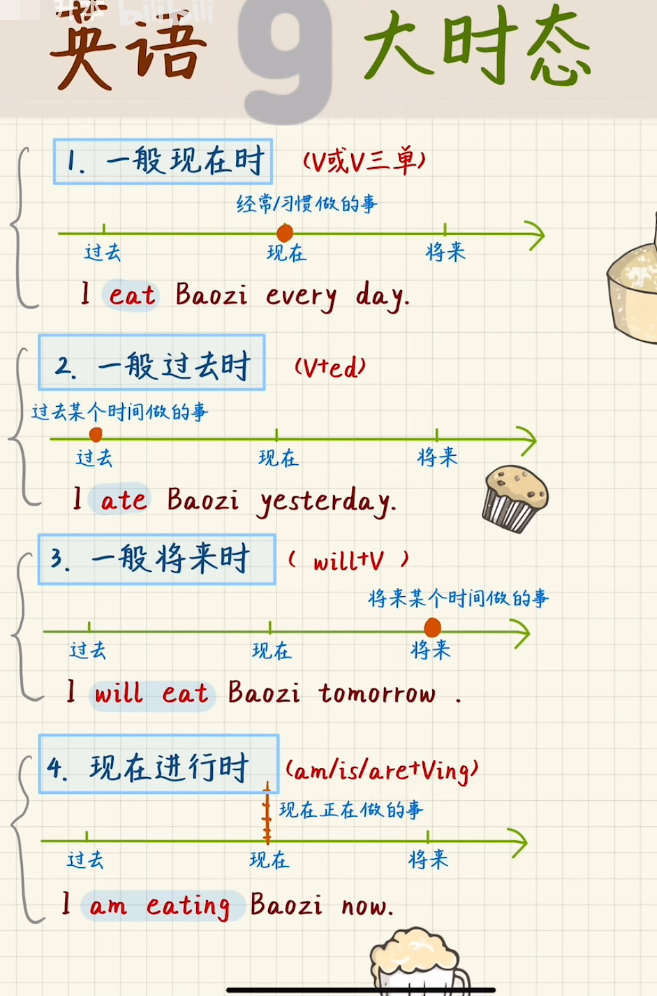 英语 9 大时态
1. 一般现在时 (V或V三单)
经常/习惯做的事
过去 现在 将来
I eat Baozi every day.
2. 一般过去时 (V+ed)
过去某个时间做的事
过去 现在 将来
I ate Baozi yesterday.
3. 一般将来时 ( will+V )
将来某个时间做的事
过去 现在 将来
I will eat Baozi tomorrow .
4. 现在进行时 (am/is/are+Ving)
现在正在做的事
过去 现在 将来
I am eating Baozi now.